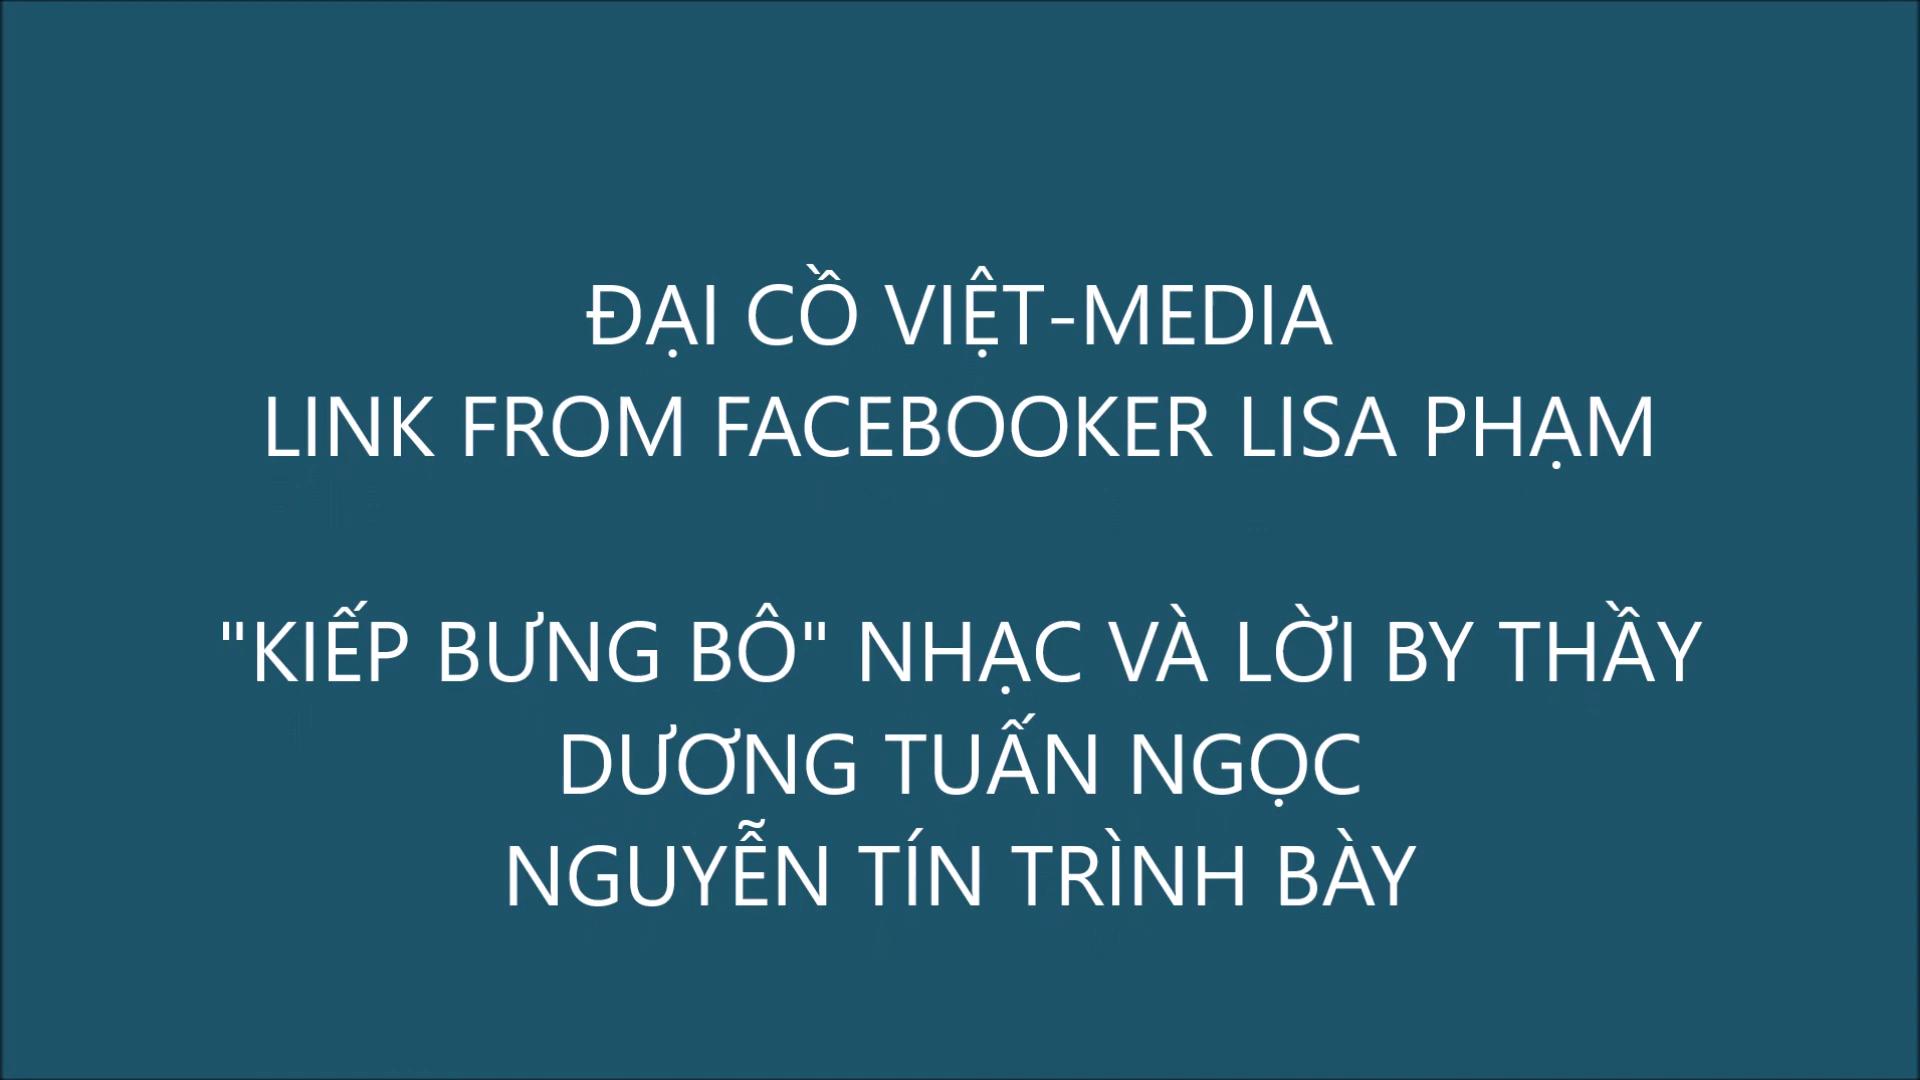 ĐẠI CỒ VIỆT-MEDIA
LINK FROM FACEBOOKER LISA PHẠM
"KIẾP BƯNG BÔ" NHẠC VÀ LỜI BY THẦY
DƯƠNG TUẤN NGỌC
NGUYỄN TÍN TRÌNH BÀY